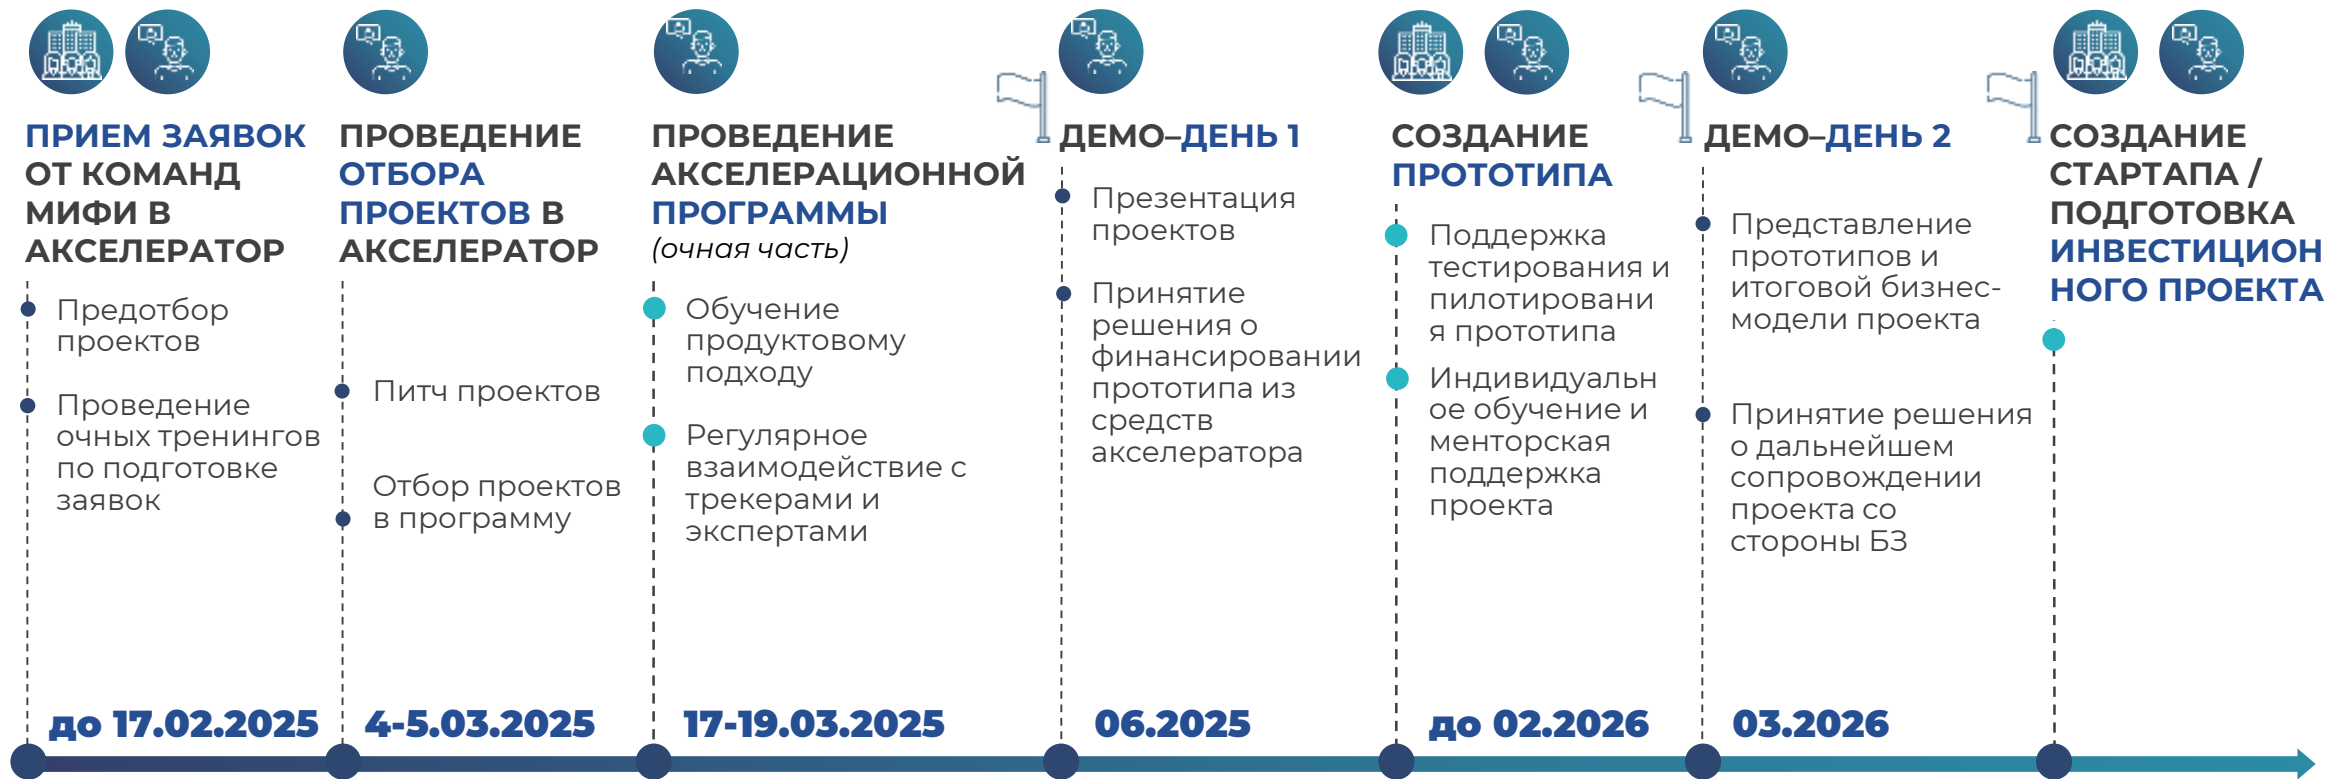 ПРИЕМ ЗАЯВОК
ОТ КОМАНД
МИФИ В
АКСЕЛЕРАТОР
Предотбор
проектов
Проведение
очных тренингов
по подготовке
заявок
до 17.02.2025
ПРОВЕДЕНИЕ
ОТБОРА
ПРОЕКТОВ В
АКСЕЛЕРАТОР
Питч проектов
Отбор проектов
в программу
4-5.03.2025
ПРОВЕДЕНИЕ
АКСЕЛЕРАЦИОННОЙ
ПРОГРАММЫ
(очная часть)
Обучение
продуктовому
подходу
Регулярное
взаимодействие с
трекерами и
экспертами
17-19.03.2025
ДЕМО–ДЕНЬ 1
Презентация
проектов
Принятие
решения о
финансировании
прототипа из
средств
акселератора
06.2025
СОЗДАНИЕ
ПРОТОТИПА
Поддержка
тестирования и
пилотировани
я прототипа
Индивидуальн
ое обучение и
менторская
поддержка
проекта
до 02.2026
ДЕМО–ДЕНЬ 2
Представление
прототипов и
итоговой бизнес-
модели проекта
Принятие решения
о дальнейшем
сопровождении
проекта со
стороны БЗ
03.2026
СОЗДАНИЕ
СТАРТАПА /
ПОДГОТОВКА
ИНВЕСТИЦИОН
НОГО ПРОЕКТА